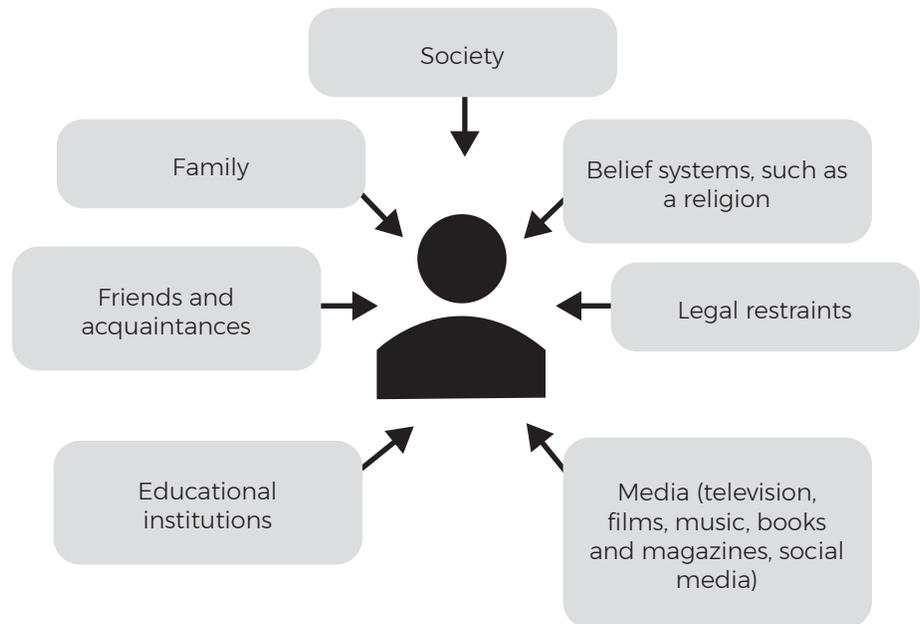 Society
Family
Belief systems, such as
a religion
Friends and
acquaintances
Legal restraints
Educational
institutions
Media (television,
films, music, books
and magazines, social
media)